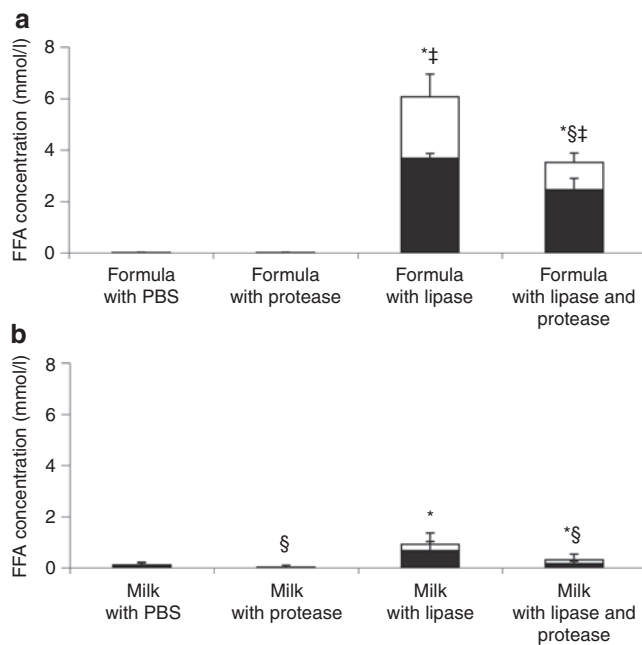 a
FFA concentration (mmol/l)
8
6
4
2
0
*‡
*§‡
Formula
with PBS
Formula
with protease
Formula
with lipase
Formula
with lipase and
protease
b
FFA concentration (mmol/l)
8
6
4
2
0
§
*
*§
Milk
with PBS
Milk
with protease
Milk
with lipase
Milk
with lipase and
protease